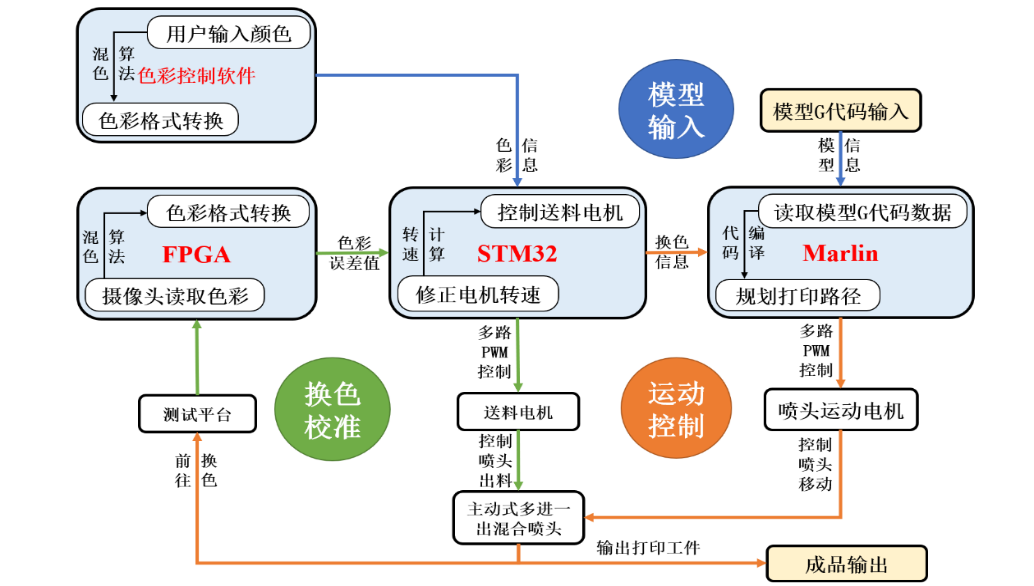 用户输入颜色
混色
算法
色彩控制软件
色彩格式转换
模型
输入
模型G代码输入
色彩
信息
模型
信息
色彩格式转换
混色
算法
FPGA
摄像头读取色彩
色彩
误差值
控制送料电机
转速
计算
STM32
修正电机转速
换色
信息
读取模型G代码数据
代码
编译
Marlin
规划打印路径
多路
PWM
控制
多路
PWM
控制
换色
校准
运动
控制
测试平台
送料电机
喷头运动电机
前往
换色
控制
喷头
出料
控制
喷头
移动
主动式多进一
出混合喷头
输出打印工件
成品输出